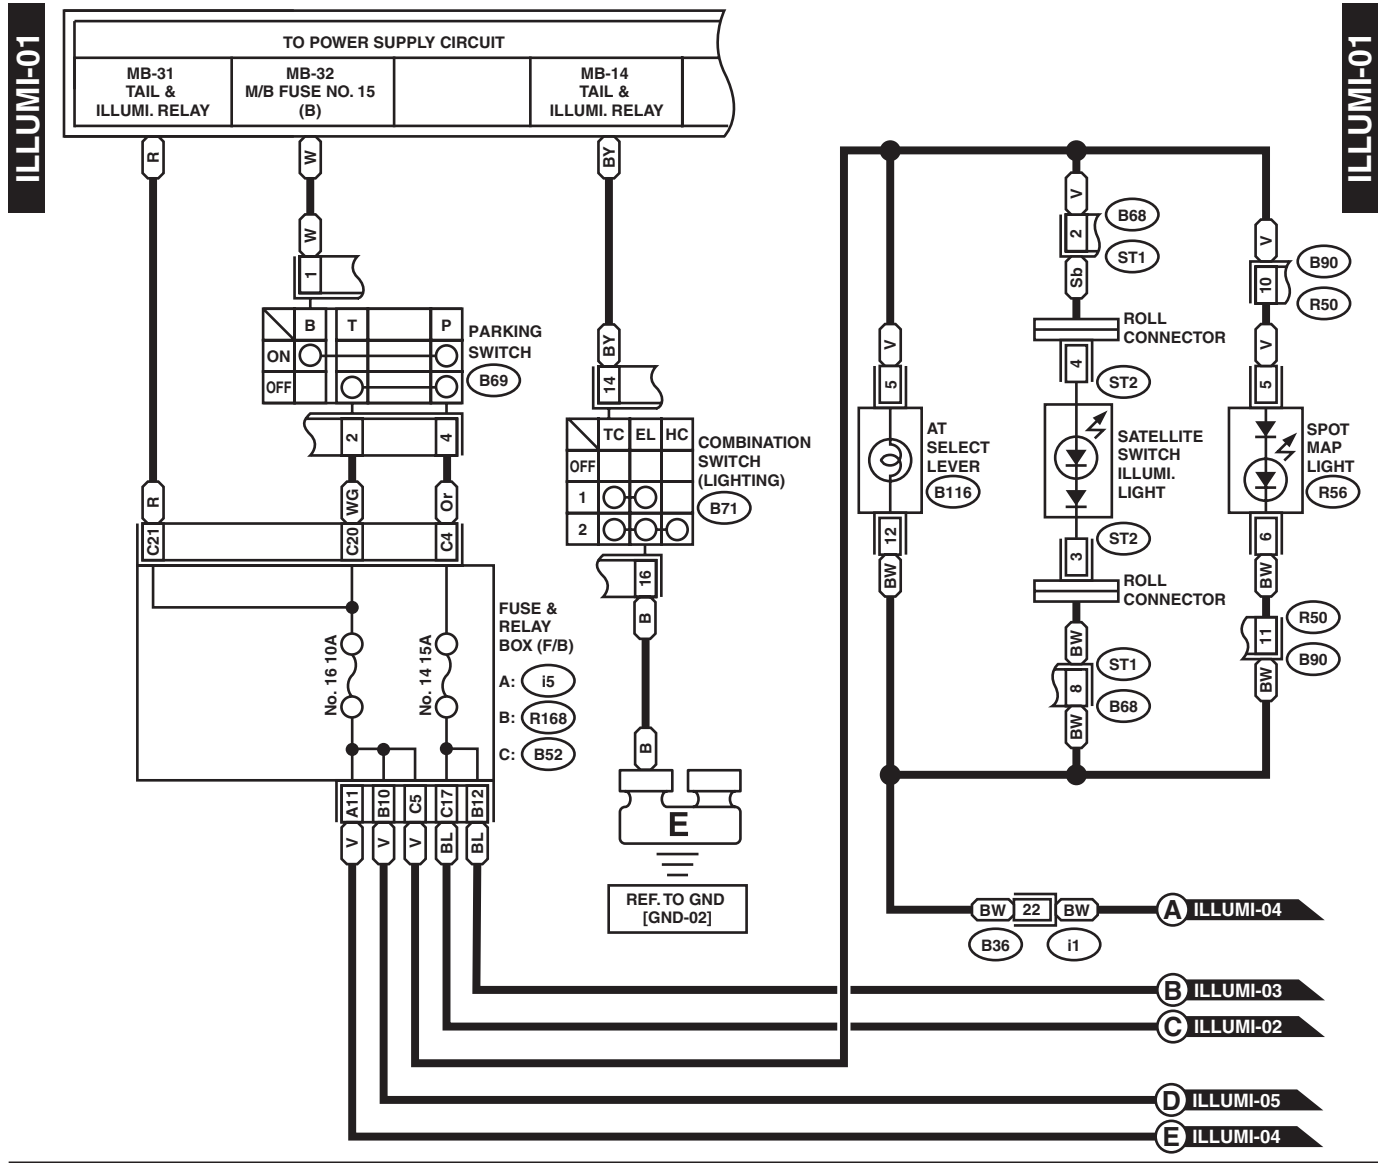 ILLUMI-01
ILLUMI-01
TO POWER SUPPLY CIRCUIT
MB-31
TAIL &
ILLUMI. RELAY
MB-32
M/B FUSE NO. 15
(B)
MB-14
TAIL &
ILLUMI. RELAY
R
W
BY
W
1
B T P
ON
OFF
PARKING
SWITCH
B69
2
4
R
WG
Or
C21
C20
C4
No. 16 10A
No. 14 15A
FUSE &
RELAY
BOX (F/B)
A: i5
B: R168
C: B52
A11
B10
C5
C17
B12
V
V
V
BL
BL
BY
14
TC EL HC
OFF
1
2
COMBINATION
SWITCH
(LIGHTING)
B71
16
B
B
E
REF. TO GND
[GND-02]
V
5
AT
SELECT
LEVER
B116
12
BW
V
2
B68
ST1
Sb
ROLL
CONNECTOR
4
ST2
SATELLITE
SWITCH
ILLUMI.
LIGHT
ST2
3
ROLL
CONNECTOR
BW
ST1
8
B68
BW
V
10
B90
R50
V
5
SPOT
MAP
LIGHT
R56
6
BW
R50
11
B90
BW
BW 22 BW
B36
i1
A ILLUMI-04
B ILLUMI-03
C ILLUMI-02
D ILLUMI-05
E ILLUMI-04